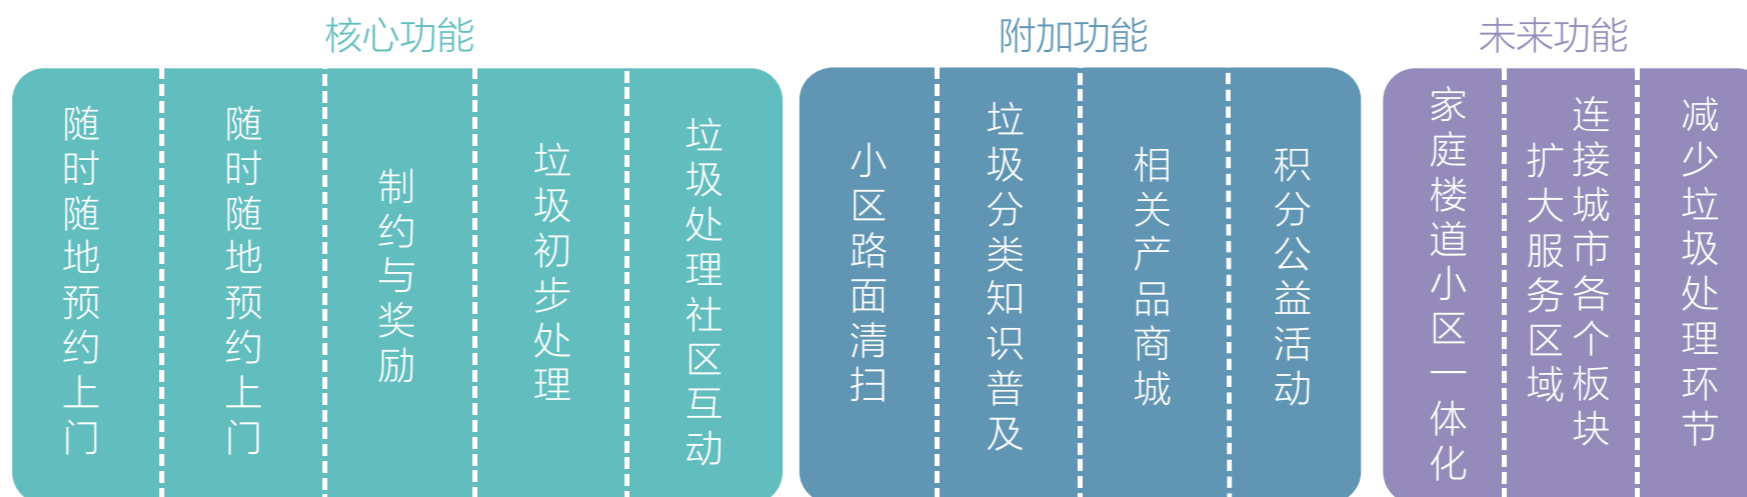 核心功能
随时随地预约上门
随时随地预约上门
制约与奖励
垃圾初步处理
垃圾处理社区互动
附加功能
小区路面清扫
垃圾分类知识普及
相关产品商城
积分公益活动
未来功能
家庭楼道小区一体化
连接城市各个板块
扩大服务区域
减少垃圾处理环节